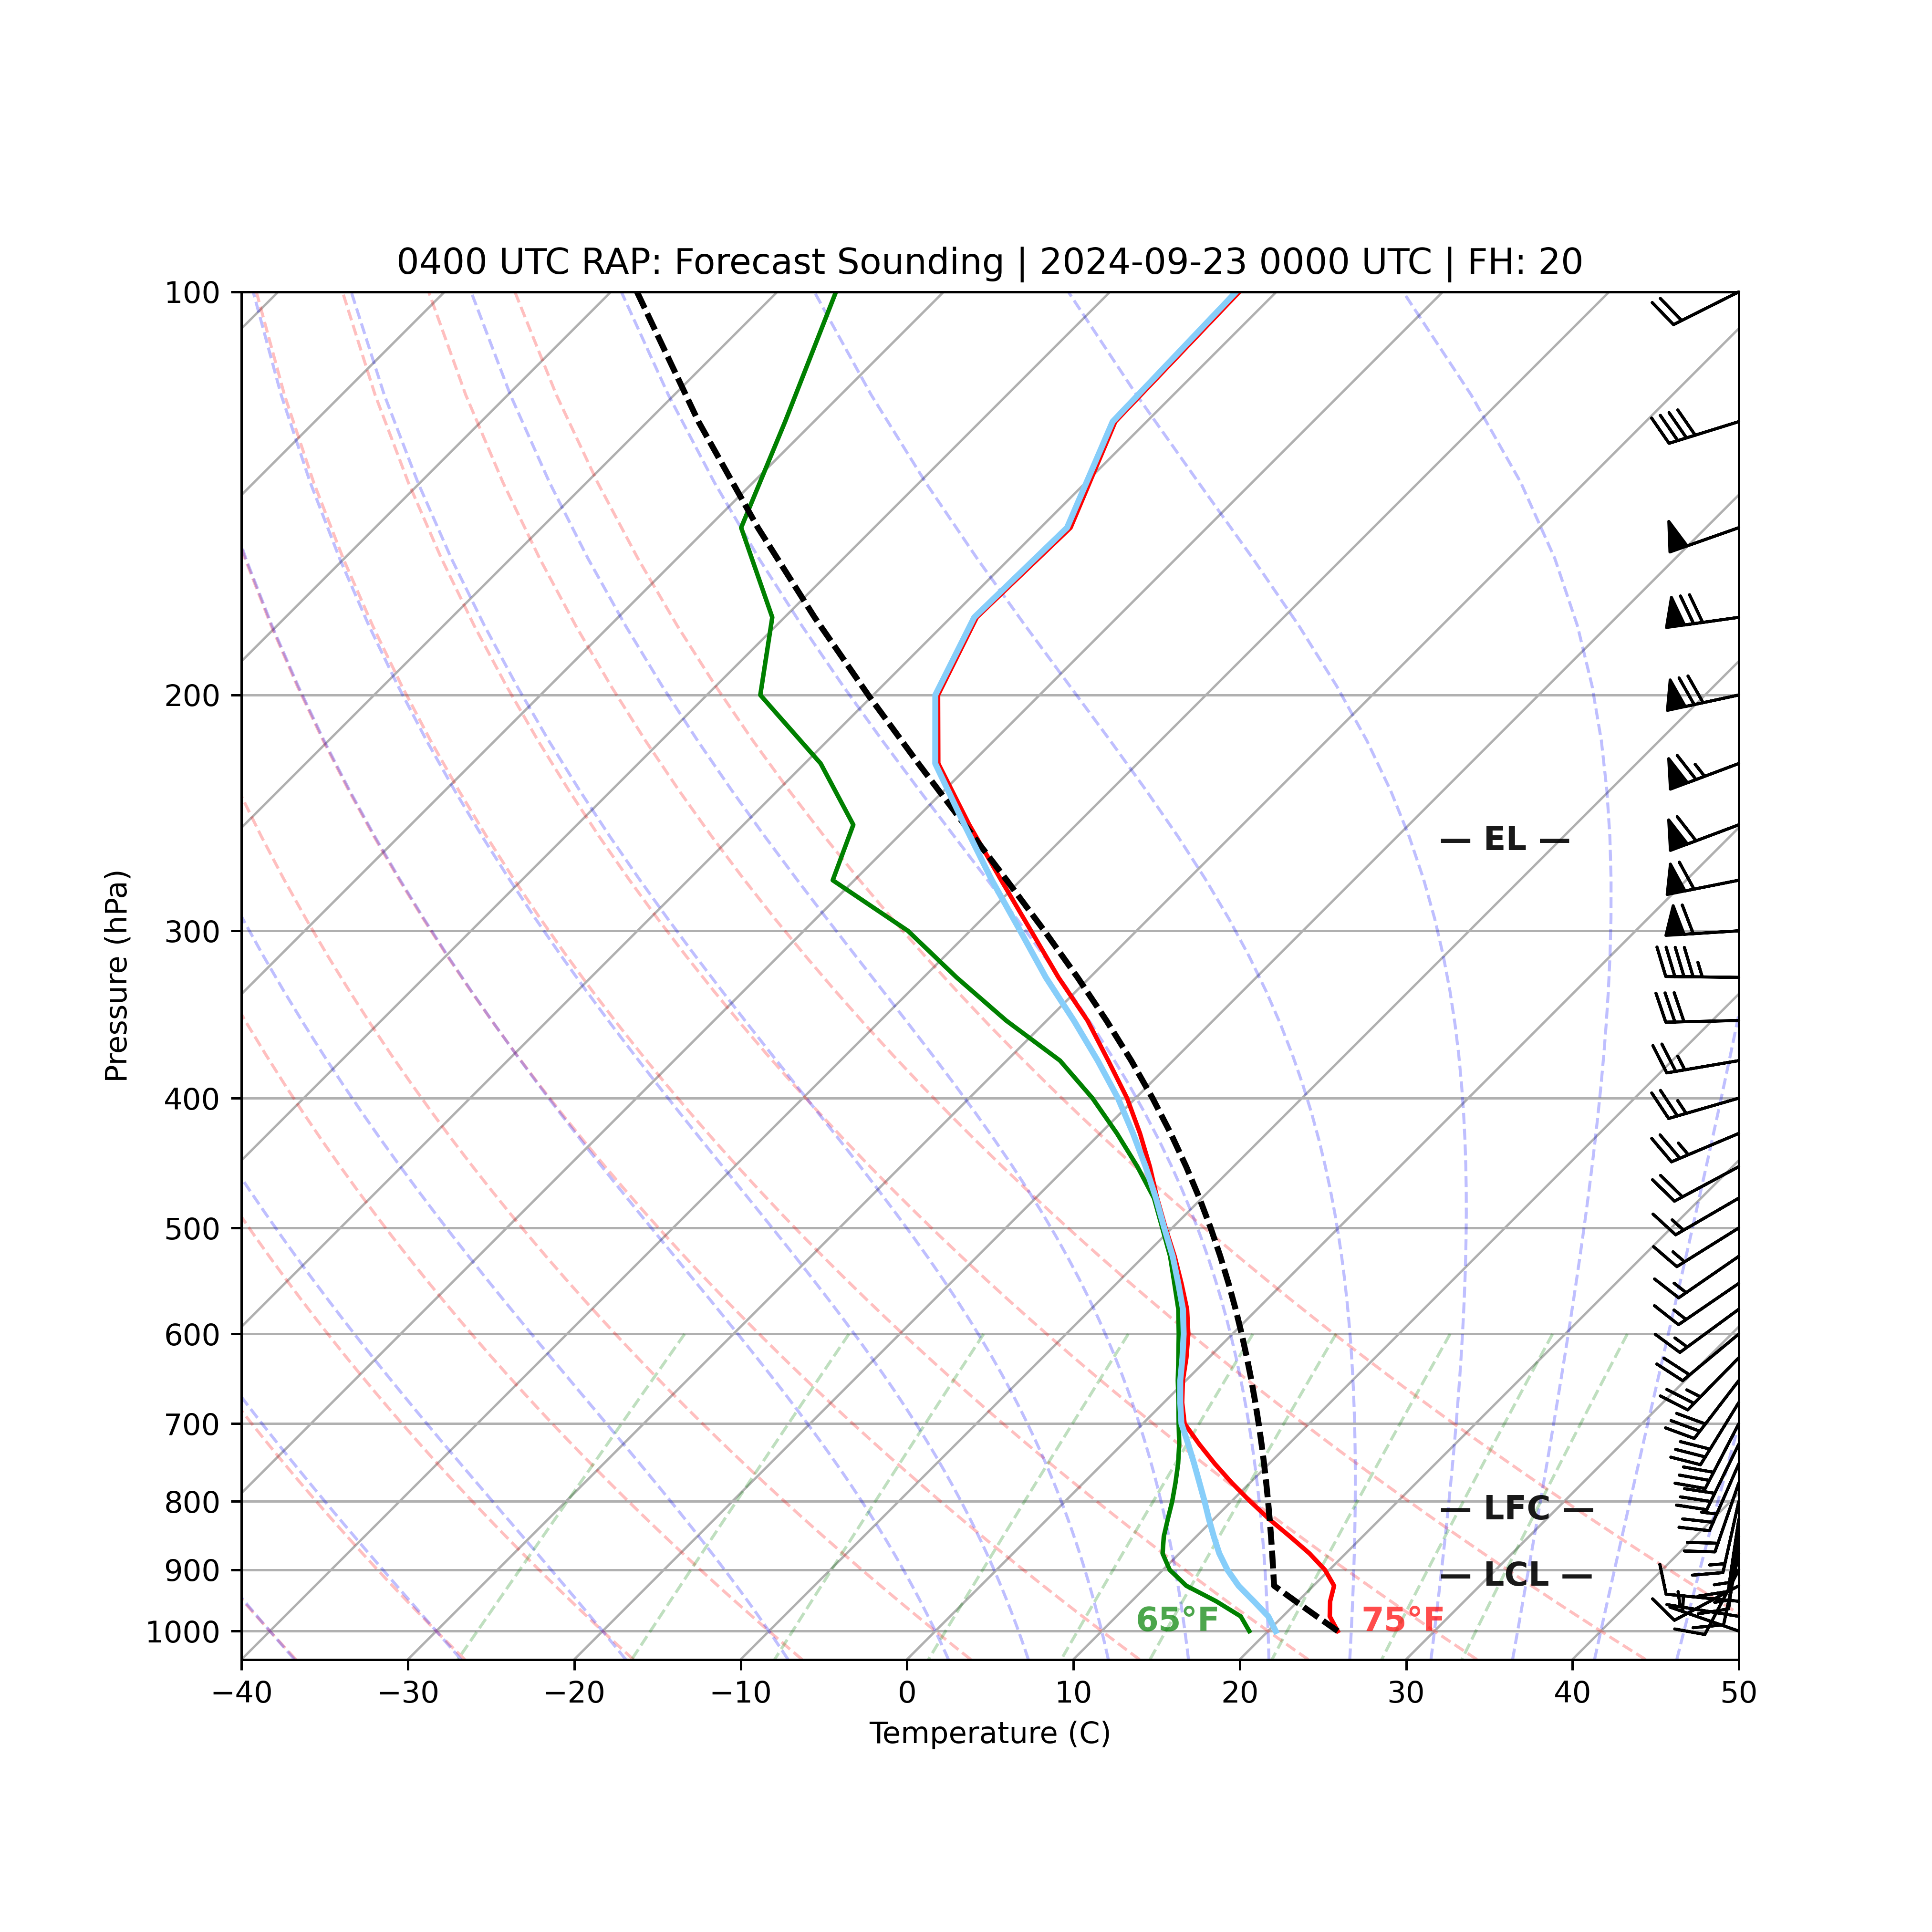 0400 UTC RAP: Forecast Sounding | 2024-09-23 0000 UTC | FH: 20
100
200
300
400
500
600
700
800
900
1000
Pressure (hPa)
— EL —
— LFC —
— LCL —
65°F
75°F
−40
−30
−20
−10
0
10
20
30
40
50
Temperature (C)